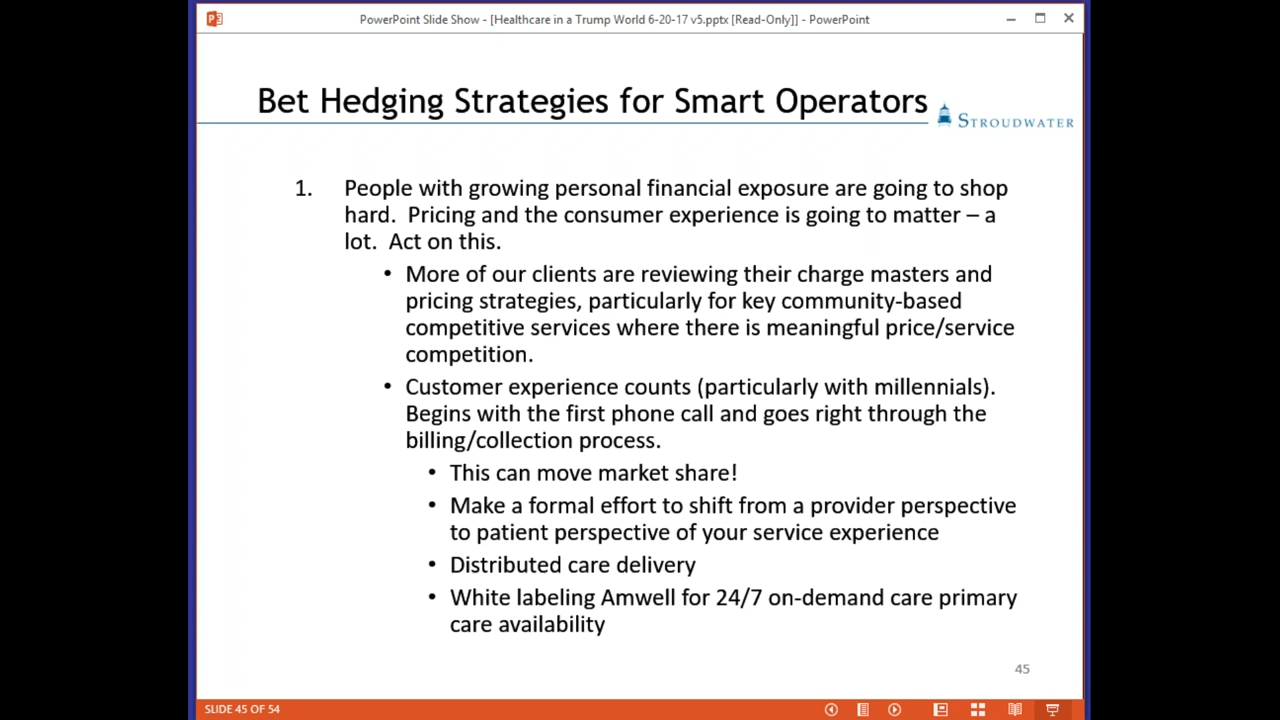 PowerPoint Slide Show - [Healthcare in a Trump World 6-20-17 v5.pptx [Read-Only]] - PowerPoint
Bet Hedging Strategies for Smart Operators
STROUDWATER
1. People with growing personal financial exposure are going to shop
hard. Pricing and the consumer experience is going to matter – a
lot. Act on this.
• More of our clients are reviewing their charge masters and
pricing strategies, particularly for key community-based
competitive services where there is meaningful price/service
competition.
• Customer experience counts (particularly with millennials).
Begins with the first phone call and goes right through the
billing/collection process.
• This can move market share!
• Make a formal effort to shift from a provider perspective
to patient perspective of your service experience
• Distributed care delivery
• White labeling Amwell for 24/7 on-demand care primary
care availability
45
SLIDE 45 OF 54